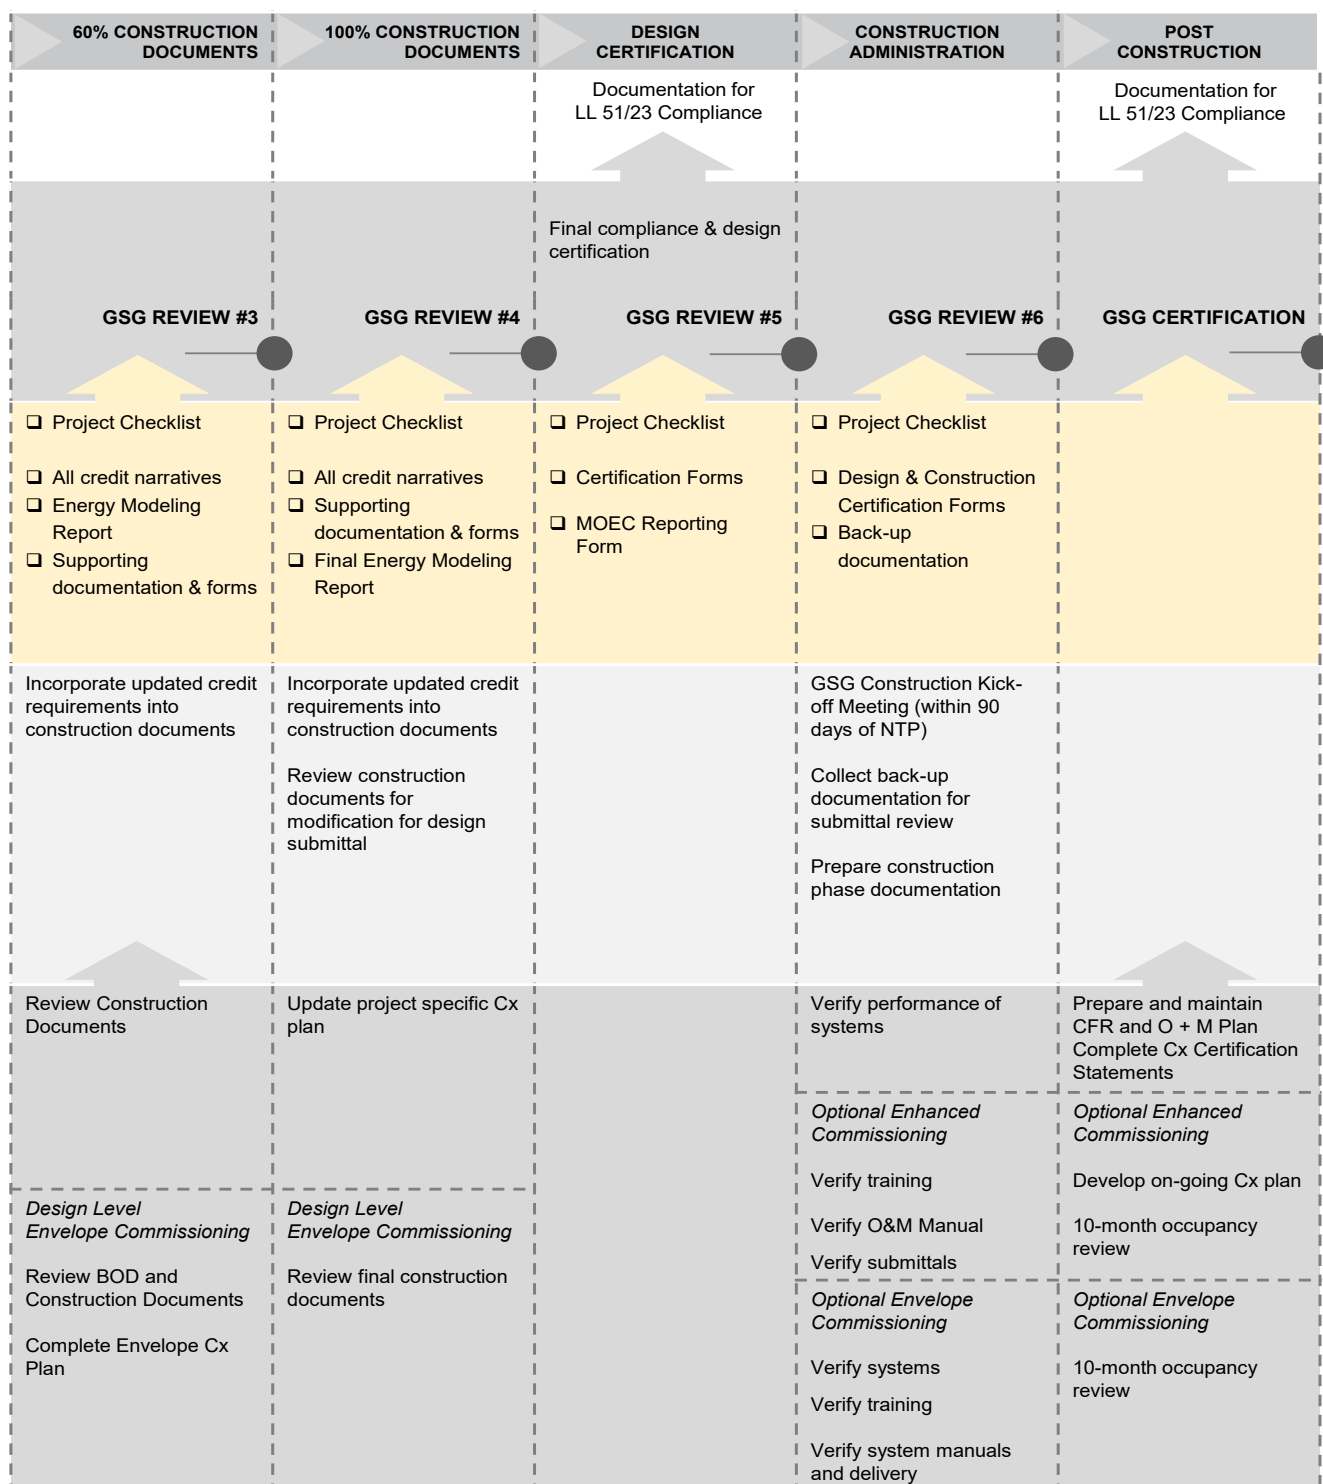 60% CONSTRUCTION
DOCUMENTS
100% CONSTRUCTION
DOCUMENTS
DESIGN
CERTIFICATION
CONSTRUCTION
ADMINISTRATION
POST
CONSTRUCTION
Documentation for
LL 51/23 Compliance
Documentation for
LL 51/23 Compliance
Final compliance & design
certification
GSG REVIEW #3
GSG REVIEW #4
GSG REVIEW #5
GSG REVIEW #6
GSG CERTIFICATION
❑ Project Checklist
❑ All credit narratives
❑ Energy Modeling
Report
❑ Supporting
documentation & forms
❑ Project Checklist
❑ All credit narratives
❑ Supporting
documentation & forms
❑ Final Energy Modeling
Report
❑ Project Checklist
❑ Certification Forms
❑ MOEC Reporting
Form
❑ Project Checklist
❑ Design & Construction
Certification Forms
❑ Back-up
documentation
Incorporate updated credit
requirements into
construction documents
Incorporate updated credit
requirements into
construction documents
Review construction
documents for
modification for design
submittal
GSG Construction Kick-
off Meeting (within 90
days of NTP)
Collect back-up
documentation for
submittal review
Prepare construction
phase documentation
Review Construction
Documents
Design Level
Envelope Commissioning
Review BOD and
Construction Documents
Complete Envelope Cx
Plan
Update project specific Cx
plan
Design Level
Envelope Commissioning
Review final construction
documents
Verify performance of
systems
Optional Enhanced
Commissioning
Verify training
Verify O&M Manual
Verify submittals
Optional Envelope
Commissioning
Verify systems
Verify training
Verify system manuals
and delivery
Prepare and maintain
CFR and O + M Plan
Complete Cx Certification
Statements
Optional Enhanced
Commissioning
Develop on-going Cx plan
10-month occupancy
review
Optional Envelope
Commissioning
10-month occupancy
review